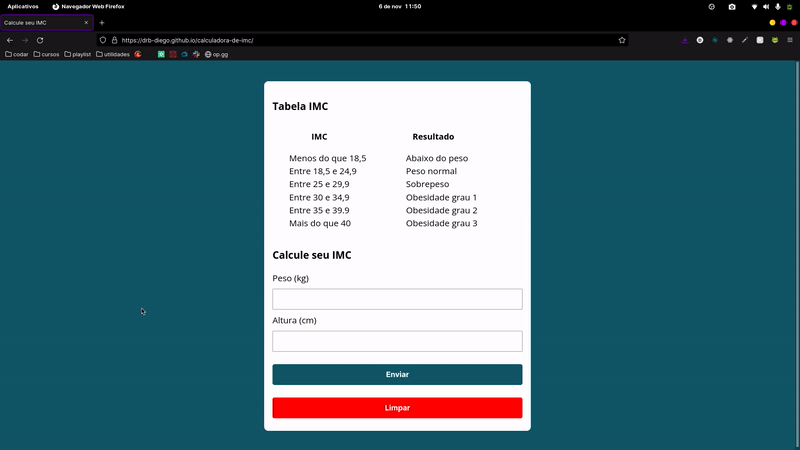 Aplicativos Navegador Web Firefox 6 de nov 11:50
Calcule seu IMC
https://drb-diego.github.io/calculadora-de-imc/
codar cursos playlist utilidades op.gg
Tabela IMC
IMC Resultado
Menos do que 18,5 Abaixo do peso
Entre 18,5 e 24,9 Peso normal
Entre 25 e 29,9 Sobrepeso
Entre 30 e 34,9 Obesidade grau 1
Entre 35 e 39.9 Obesidade grau 2
Mais do que 40 Obesidade grau 3
Calcule seu IMC
Peso (kg)
Altura (cm)
Enviar
Limpar